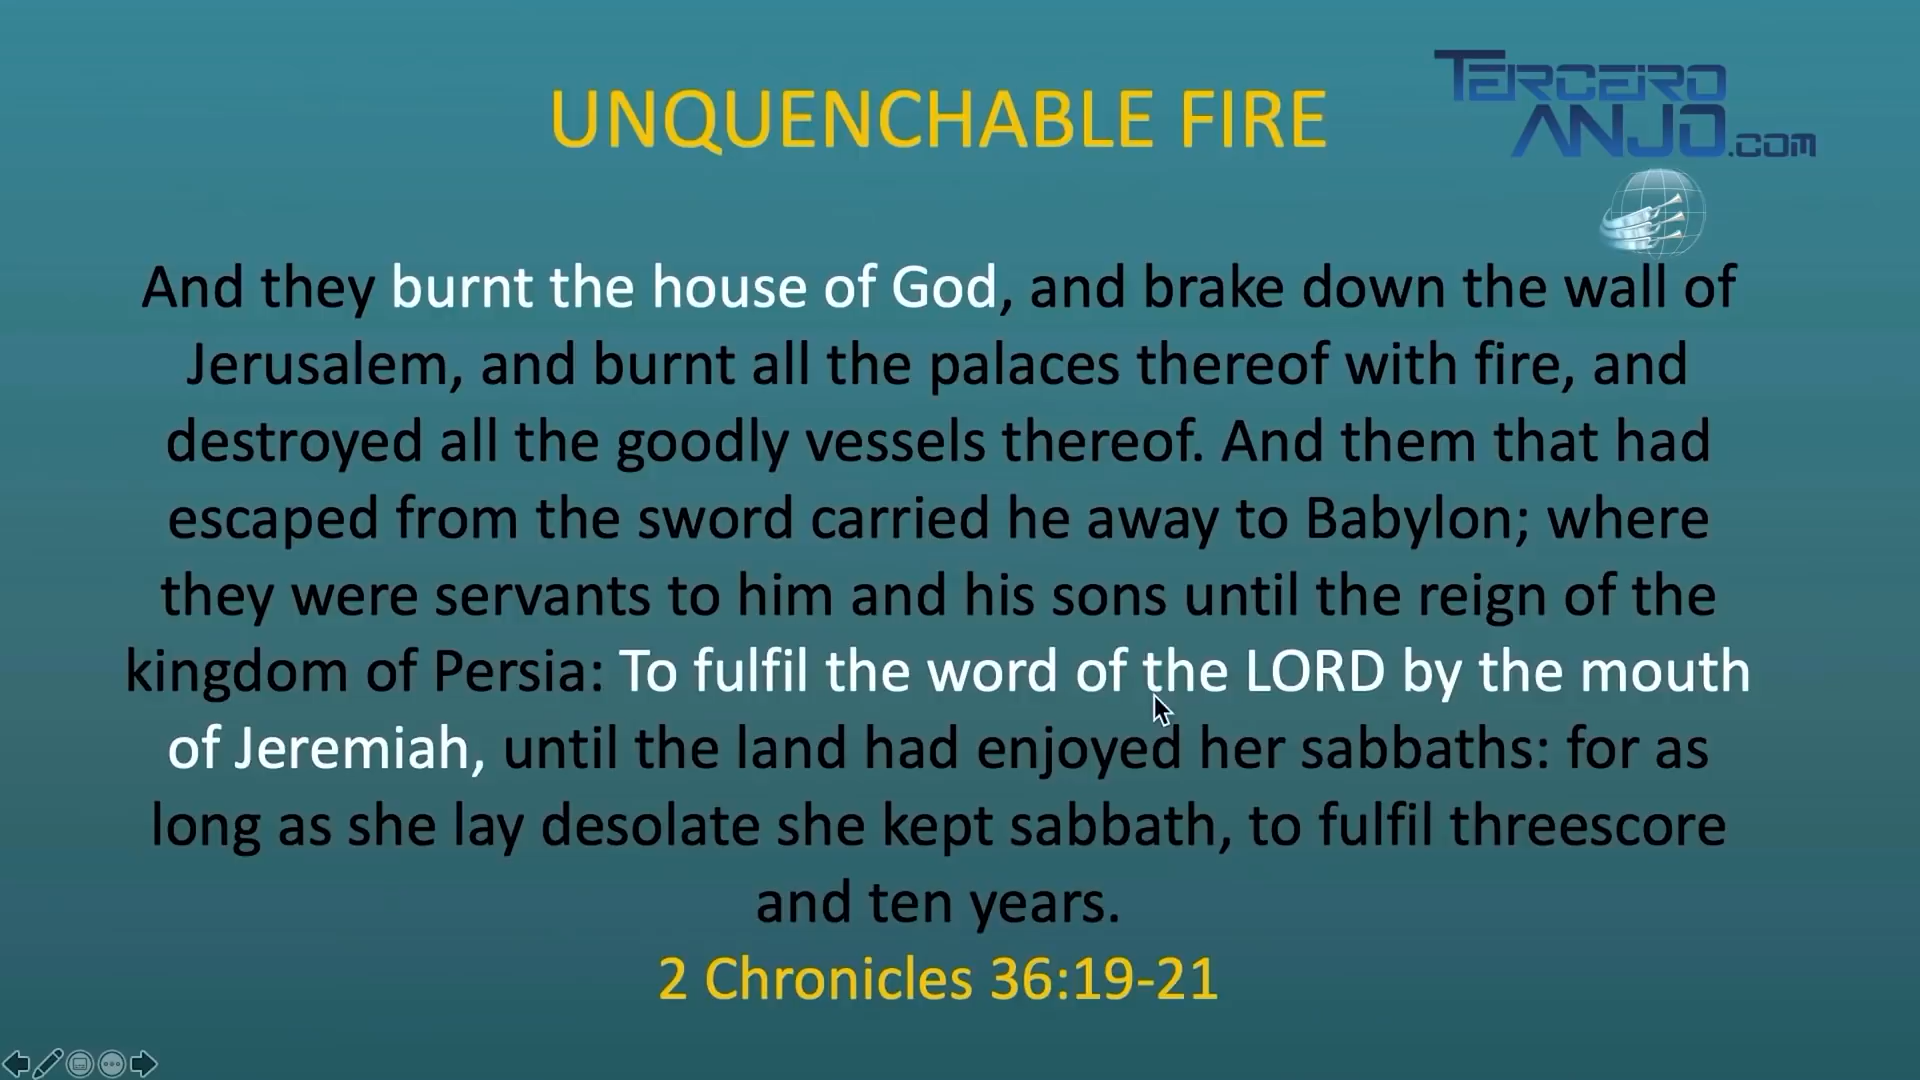 UNQUENCHABLE FIRE
TERCEIRO
ANJO.COM
And they burnt the house of God, and brake down the wall of
Jerusalem, and burnt all the palaces thereof with fire, and
destroyed all the goodly vessels thereof. And them that had
escaped from the sword carried he away to Babylon; where
they were servants to him and his sons until the reign of the
kingdom of Persia: To fulfil the word of the LORD by the mouth
of Jeremiah, until the land had enjoyed her sabbaths: for as
long as she lay desolate she kept sabbath, to fulfil threescore
and ten years.
2 Chronicles 36:19-21